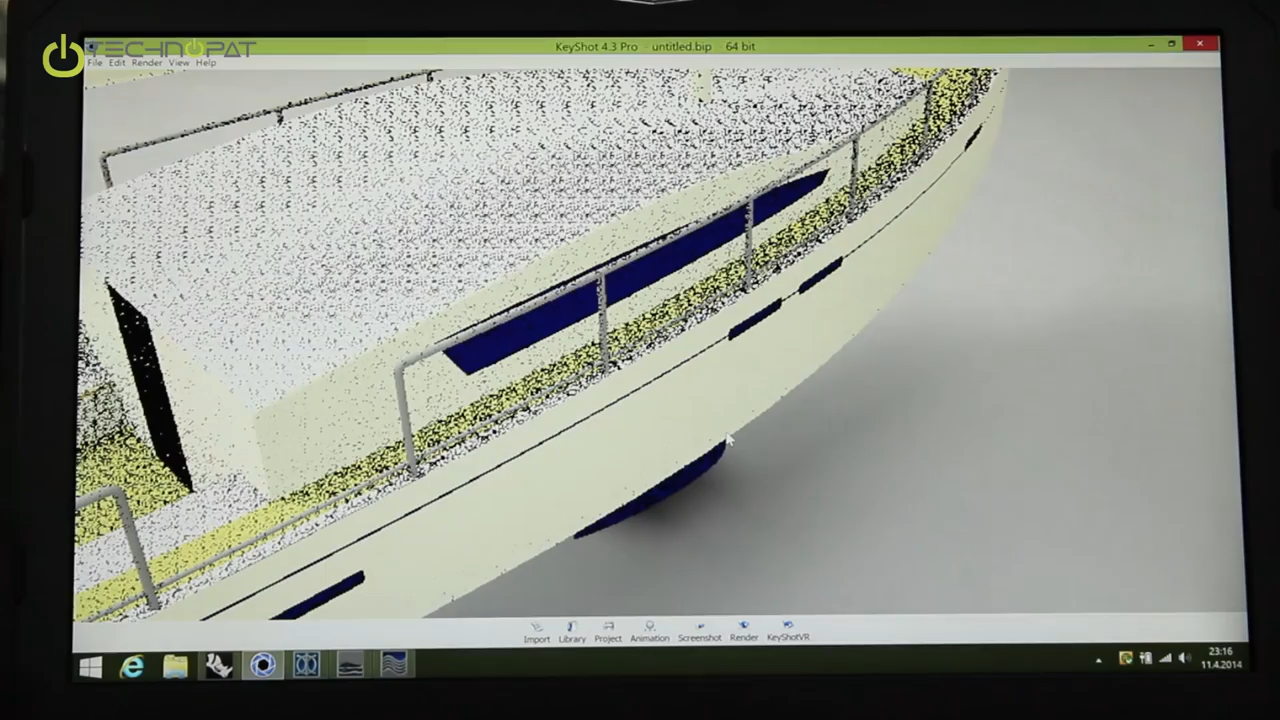 TECHNOPAT
KeyShot 4.3 Pro - untitled.bip - 64 bit
File Edit Render View Help
Import Library Project Animation Screenshot Render KeyShotVR
23:16
11.4.2014